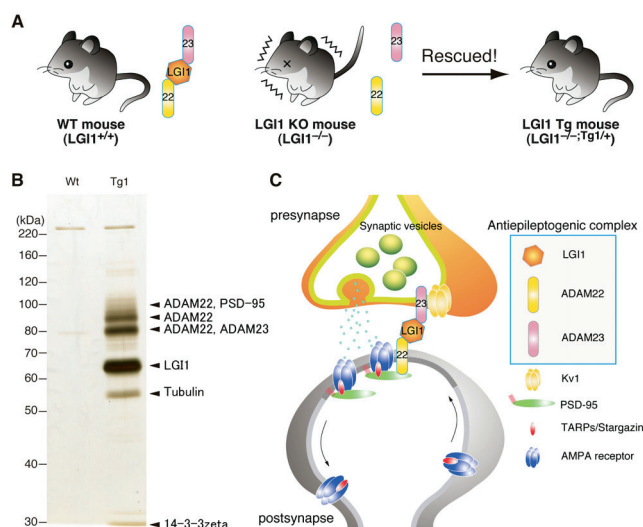 A
23
LGI1
22
WT mouse
(LGI1+/+)
23
22
LGI1 KO mouse
(LGI1−/−)
Rescued!
LGI1 Tg mouse
(LGI1−/−;Tg1/+)
B
Wt Tg1
(kDa)
220
160
120
100
80
70
60
50
40
30
ADAM22, PSD-95
ADAM22
ADAM22, ADAM23
LGI1
Tubulin
14-3-3zeta
C
presynapse
Synaptic vesicles
23
LGI1
22
postsynapse
Antiepileptogenic complex
LGI1
ADAM22
ADAM23
Kv1
PSD-95
TARPs/Stargazin
AMPA receptor